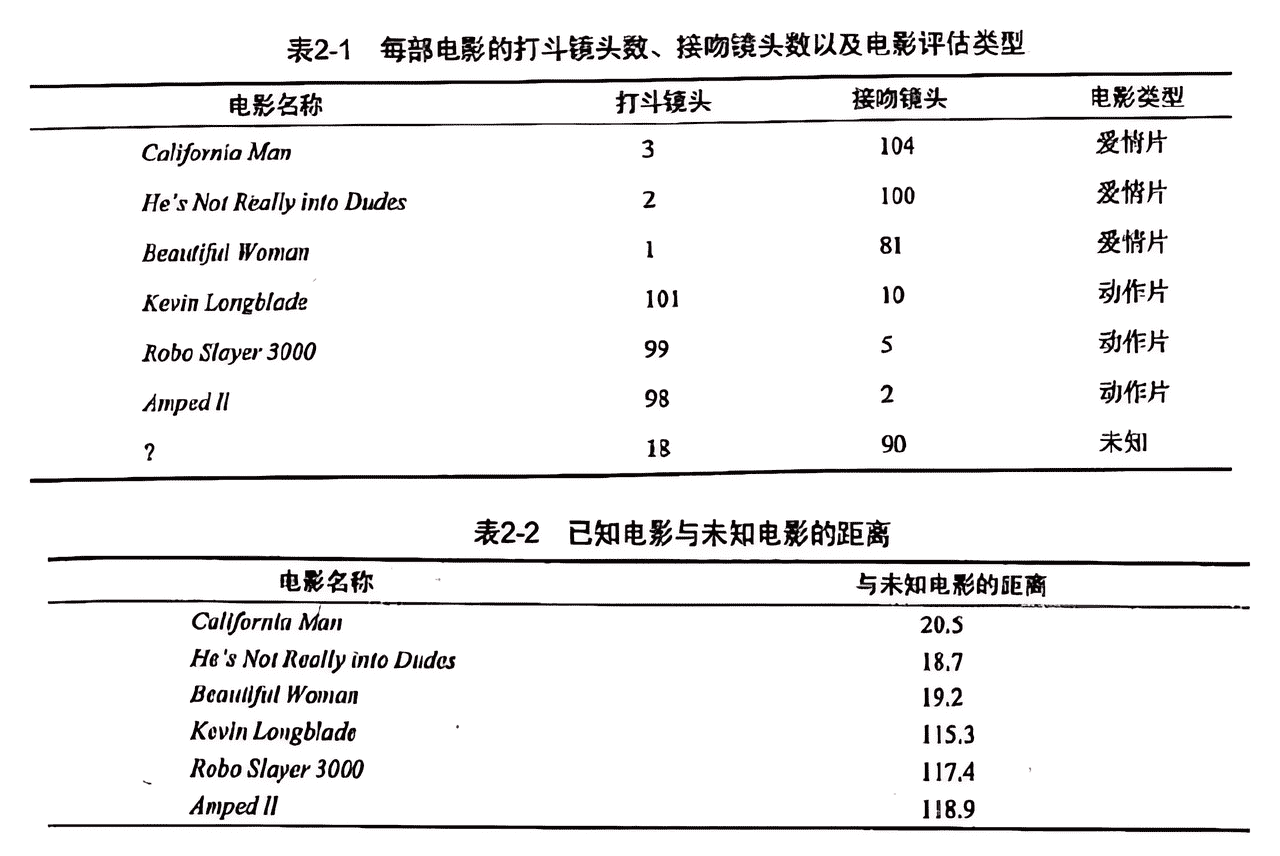 表2-1 每部电影的打斗镜头数、接吻镜头数以及电影评估类型
电影名称 打斗镜头 接吻镜头 电影类型
California Man 3 104 爱情片
He's Not Really into Dudes 2 100 爱情片
Beautiful Woman 1 81 爱情片
Kevin Longblade 101 10 动作片
Robo Slayer 3000 99 5 动作片
Amped II 98 2 动作片
? 18 90 未知
表2-2 已知电影与未知电影的距离
电影名称 与未知电影的距离
California Man 20.5
He's Not Really into Dudes 18.7
Beautiful Woman 19.2
Kevin Longblade 115.3
Robo Slayer 3000 117.4
Amped II 118.9